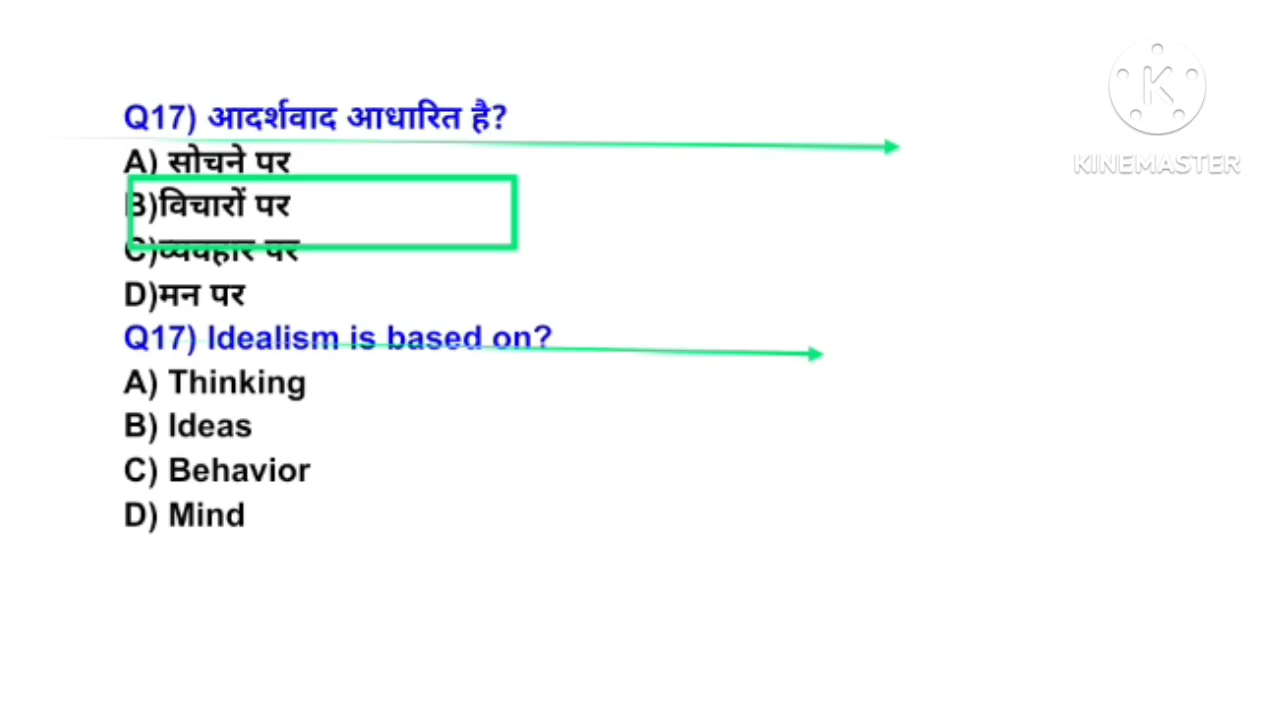 Q17) आदर्शवाद आधारित है?
A) सोचने पर
B)विचारों पर
C)व्यवहार पर
D)मन पर
Q17) Idealism is based on?
A) Thinking
B) Ideas
C) Behavior
D) Mind
K
KINEMASTER